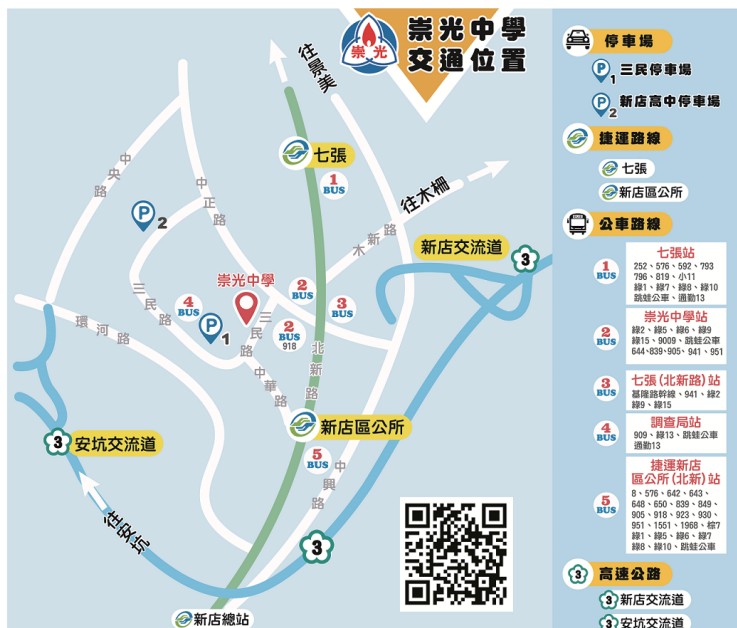 崇光中學
交通位置
崇光
往景美
七張
1
BUS
中央路
中正路
P
2
往木柵
木新路
新店交流道
3
崇光中學
三民路
4
BUS
P
1
2
BUS
3
BUS
2
BUS
918
三民路
北新路
環河路
中華路
新店區公所
3
安坑交流道
5
BUS
中興路
往安坑
3
新店總站
停車場
P
1
三民停車場
P
2
新店高中停車場
捷運路線
七張
新店區公所
公車路線
1
BUS
七張站
252、576、592、793
796、819、小11
綠1、綠7、綠8、綠10
跳蛙公車、通勤13
2
BUS
崇光中學站
綠2、綠5、綠6、綠9
綠15、9009、跳蛙公車
644、839、905、941、951
3
BUS
七張(北新路)站
基隆路幹線、941、綠2
綠9、綠15
4
BUS
調查局站
909、綠13、跳蛙公車
通勤13
5
BUS
捷運新店
區公所(北新)站
8、576、642、643、
648、650、839、849、
905、918、923、930、
951、1551、1968、棕7
綠1、綠5、綠6、綠7
綠8、綠10、跳蛙公車
3
高速公路
3
新店交流道
3
安坑交流道